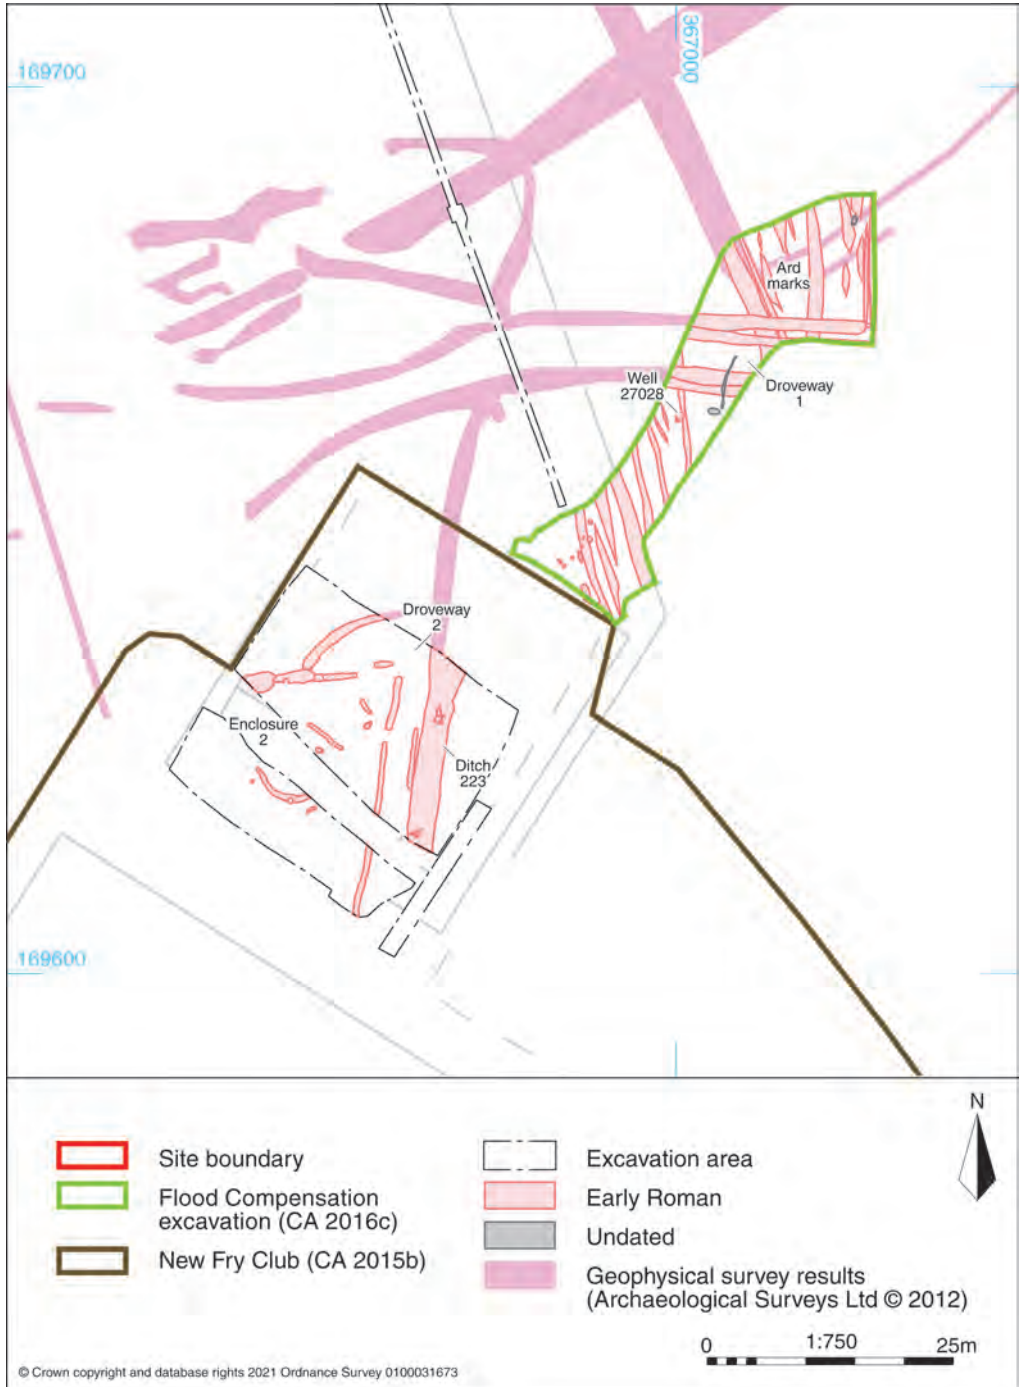 169700
367000
Ard
marks
Well
27028
Droveway
1
Droveway
2
Enclosure
2
Ditch
223
169600
N
Site boundary
Flood Compensation
excavation (CA 2016c)
New Fry Club (CA 2015b)
Excavation area
Early Roman
Undated
Geophysical survey results
(Archaeological Surveys Ltd © 2012)
0 1:750 25m
© Crown copyright and database rights 2021 Ordnance Survey 0100031673